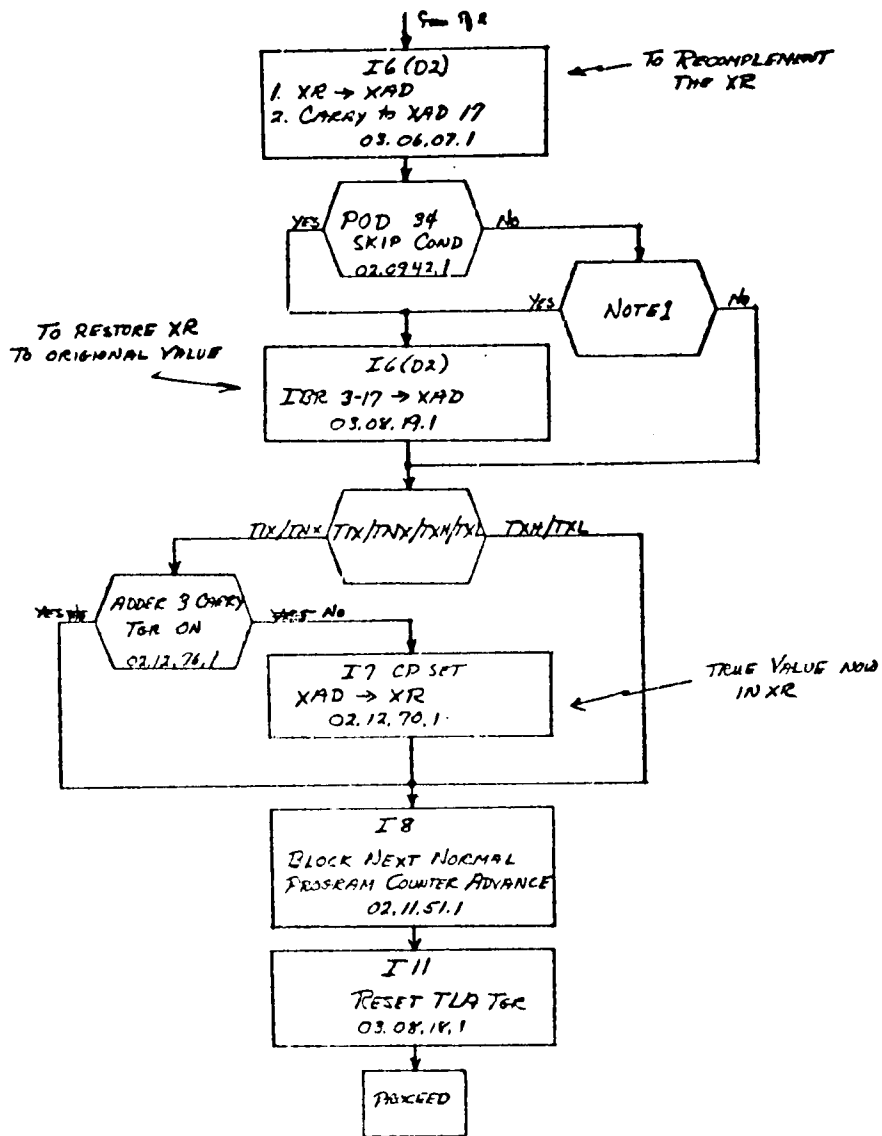 I6 (D2)
1. XR → XAD
2. CARRY to XAD 17
03.06.07.1
TO RECOMPLEMENT
THE XR
YES
POD 34
SKIP COND
02.0942.1
NO
YES
NOTE 1
NO
TO RESTORE XR
TO ORIGIONAL VALUE
I6 (D2)
IBR 3-17 → XAD
03.08.19.1
TIX/TNX
TIX/TNX/TXH/TXL
TXH/TXL
YES
ADDER 3 CARRY
TGR ON
02.12.76.1
NO
I7 CP SET
XAD → XR
02.12.70.1
TRUE VALUE NOW
IN XR
I8
BLOCK NEXT NORMAL
PROGRAM COUNTER ADVANCE
02.11.51.1
I11
RESET TLA TGR
03.08.18.1
PROCEED